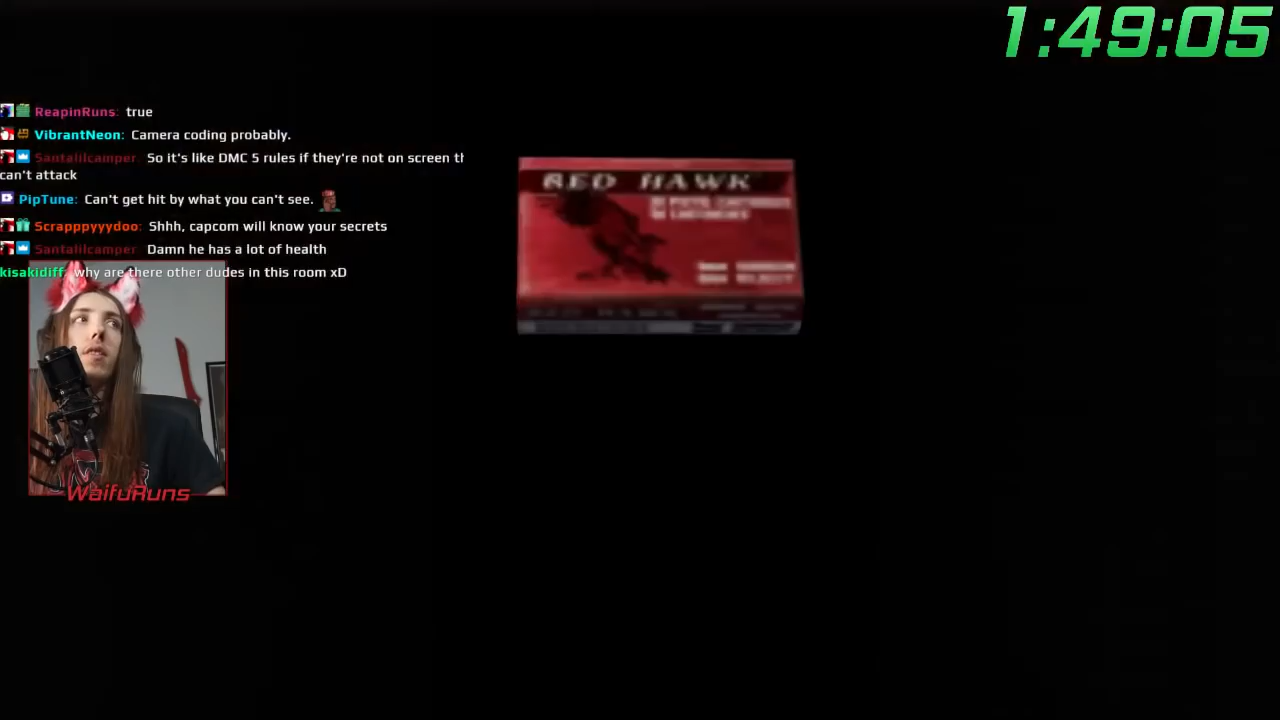 1:49:05
ReapinRuns: true
VibrantNeon: Camera coding probably.
Santalilcamper: So it's like DMC 5 rules if they're not on screen th
can't attack
PipTune: Can't get hit by what you can't see.
Scrapppyyydoo: Shhh, capcom will know your secrets
Santalilcamper: Damn he has a lot of health
kisakidiff: why are there other dudes in this room xD
RED HAWK
RED HAWK
WaifuRuns